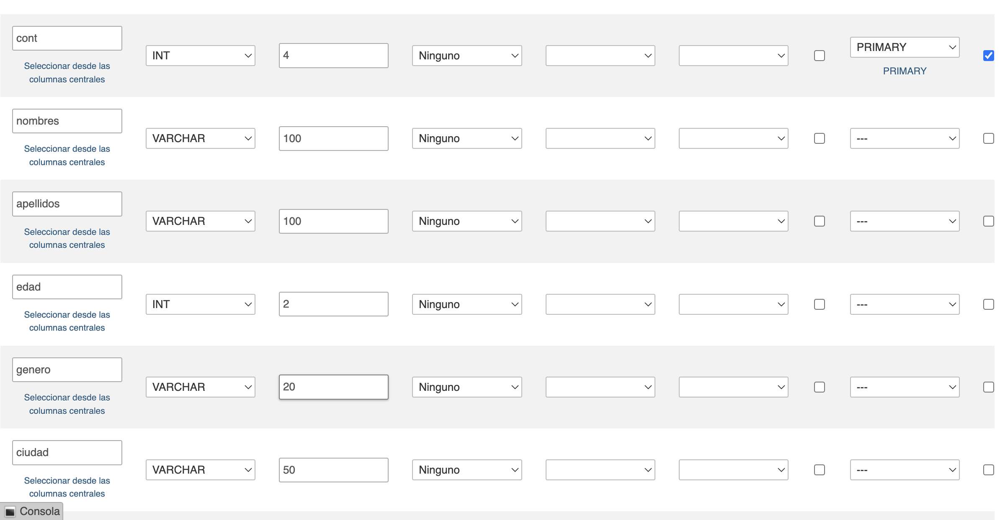 cont
Seleccionar desde las
columnas centrales
INT
4
Ninguno
PRIMARY
PRIMARY
nombres
Seleccionar desde las
columnas centrales
VARCHAR
100
Ninguno
---
apellidos
Seleccionar desde las
columnas centrales
VARCHAR
100
Ninguno
---
edad
Seleccionar desde las
columnas centrales
INT
2
Ninguno
---
genero
Seleccionar desde las
columnas centrales
VARCHAR
20
Ninguno
---
ciudad
Seleccionar desde las
columnas centrales
VARCHAR
50
Ninguno
---
Consola